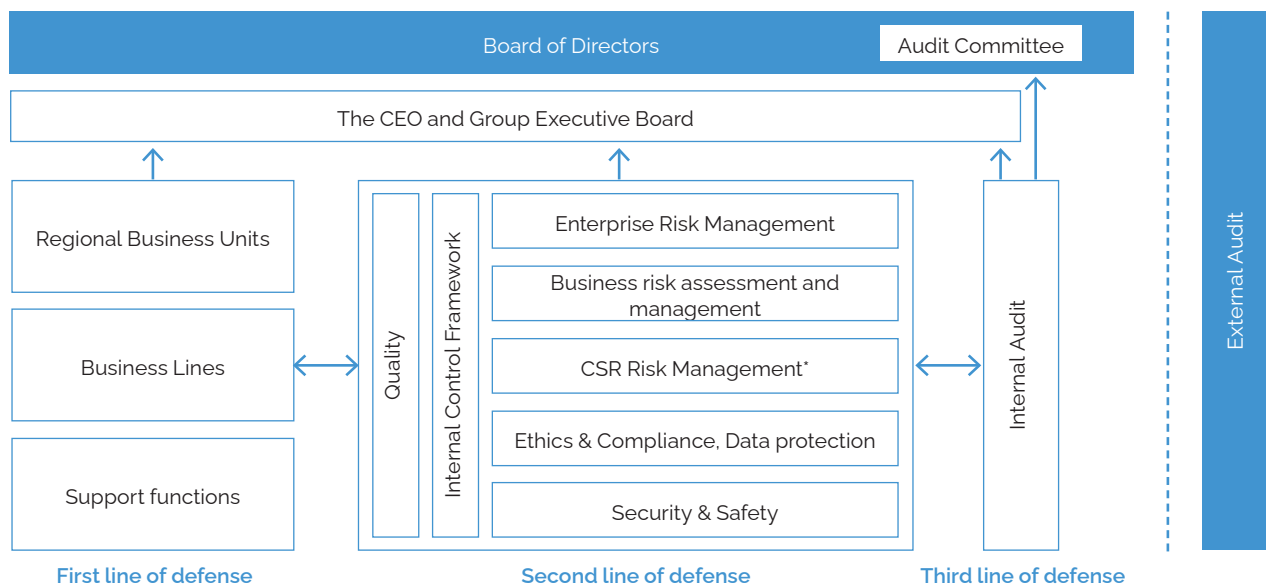 Board of Directors
Audit Committee
The CEO and Group Executive Board
Regional Business Units
Business Lines
Support functions
Quality
Internal Control Framework
Enterprise Risk Management
Business risk assessment and
management
CSR Risk Management*
Ethics & Compliance, Data protection
Security & Safety
Internal Audit
External Audit
First line of defense
Second line of defense
Third line of defense